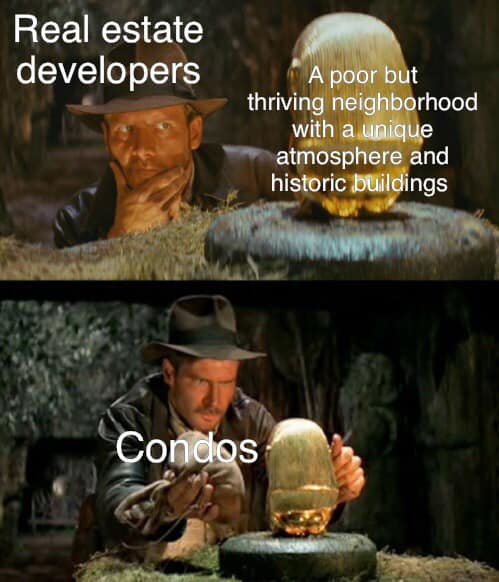 Real estate
developers
A poor but
thriving neighborhood
with a unique
atmosphere and
historic buildings
Condos